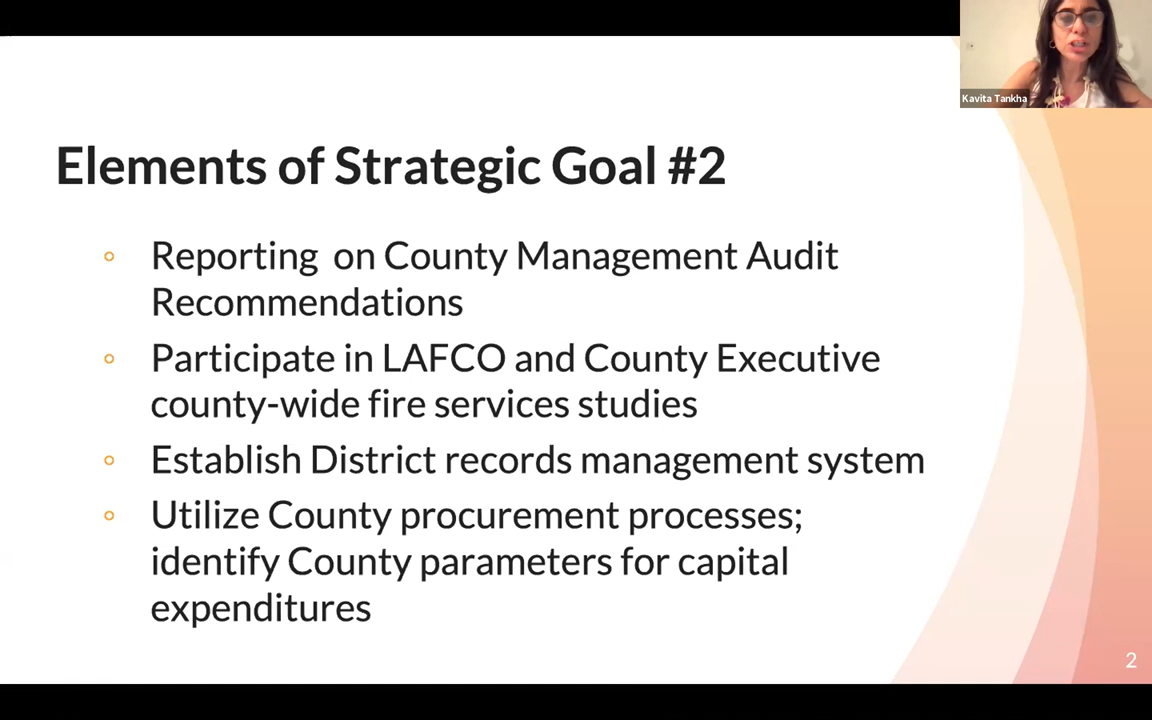 Kavita Tankha
Elements of Strategic Goal #2
Reporting on County Management Audit
Recommendations
Participate in LAFCO and County Executive
county-wide fire services studies
Establish District records management system
Utilize County procurement processes;
identify County parameters for capital
expenditures
2